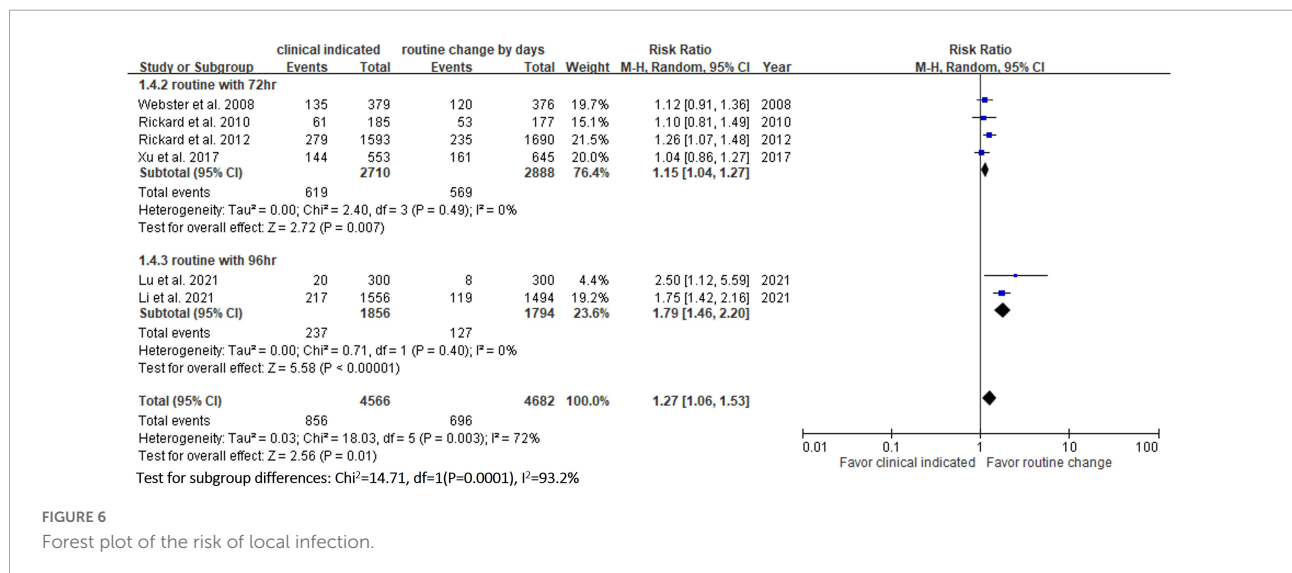 clinical indicated routine change by days Risk Ratio Risk Ratio
Study or Subgroup Events Total Events Total Weight M-H, Random, 95% CI Year M-H, Random, 95% CI
1.4.2 routine with 72hr
Webster et al. 2008 135 379 120 376 19.7% 1.12 [0.91, 1.36] 2008
Rickard et al. 2010 61 185 53 177 15.1% 1.10 [0.81, 1.49] 2010
Rickard et al. 2012 279 1593 235 1690 21.5% 1.26 [1.07, 1.48] 2012
Xu et al. 2017 144 553 161 645 20.0% 1.04 [0.86, 1.27] 2017
Subtotal (95% CI) 2710 2888 76.4% 1.15 [1.04, 1.27]
Total events 619 569
Heterogeneity: Tau² = 0.00; Chi² = 2.40, df = 3 (P = 0.49); I² = 0%
Test for overall effect: Z = 2.72 (P = 0.007)
1.4.3 routine with 96hr
Lu et al. 2021 20 300 8 300 4.4% 2.50 [1.12, 5.59] 2021
Li et al. 2021 217 1556 119 1494 19.2% 1.75 [1.42, 2.16] 2021
Subtotal (95% CI) 1856 1794 23.6% 1.79 [1.46, 2.20]
Total events 237 127
Heterogeneity: Tau² = 0.00; Chi² = 0.71, df = 1 (P = 0.40); I² = 0%
Test for overall effect: Z = 5.58 (P < 0.00001)
Total (95% CI) 4566 4682 100.0% 1.27 [1.06, 1.53]
Total events 856 696
Heterogeneity: Tau² = 0.03; Chi² = 18.03, df = 5 (P = 0.003); I² = 72%
Test for overall effect: Z = 2.56 (P = 0.01)
Test for subgroup differences: Chi²=14.71, df=1(P=0.0001), I²=93.2%
0.01 0.1 1 10 100
Favor clinical indicated Favor routine change
FIGURE 6
Forest plot of the risk of local infection.